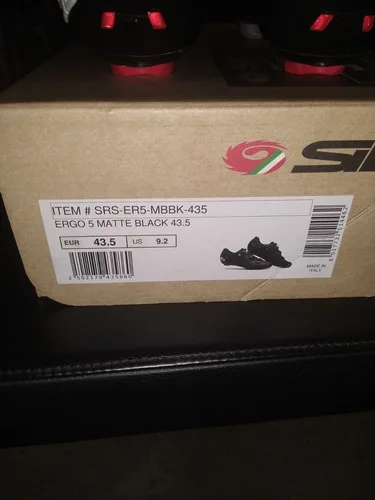 ITEM # SRS-ER5-MBBK-435
ERGO 5 MATTE BLACK 43.5
EUR 43.5 US 9.2
MADE IN
ITALY